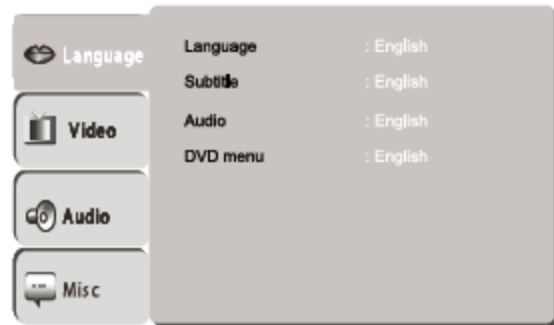 Language
Video
Audio
Misc
Language : English
Subtitle : English
Audio : English
DVD menu : English